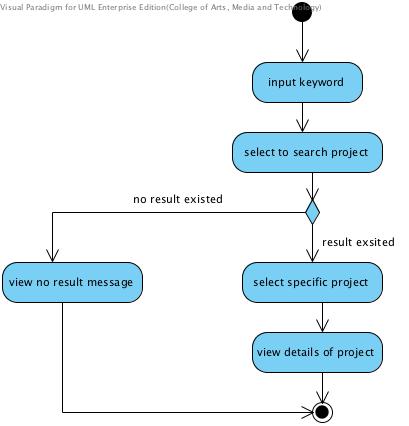 Visual Paradigm for UML Enterprise Edition(College of Arts, Media and Technology)
input keyword
select to search project
no result existed
result exsited
view no result message
select specific project
view details of project